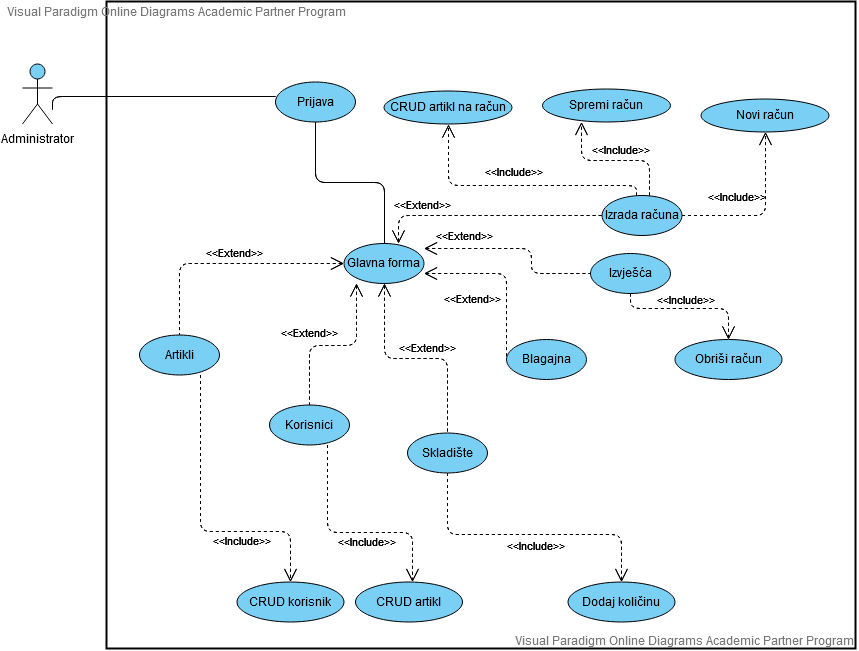 Visual Paradigm Online Diagrams Academic Partner Program
Administrator
Prijava
CRUD artikl na račun
Spremi račun
Novi račun
<<Include>>
<<Include>>
<<Include>>
<<Extend>>
Izrada računa
<<Extend>>
<<Extend>>
Glavna forma
Izvješća
<<Extend>>
<<Include>>
<<Extend>>
<<Extend>>
Artikli
Blagajna
Obriši račun
Korisnici
Skladište
<<Include>>
<<Include>>
<<Include>>
CRUD korisnik
CRUD artikl
Dodaj količinu
Visual Paradigm Online Diagrams Academic Partner Program